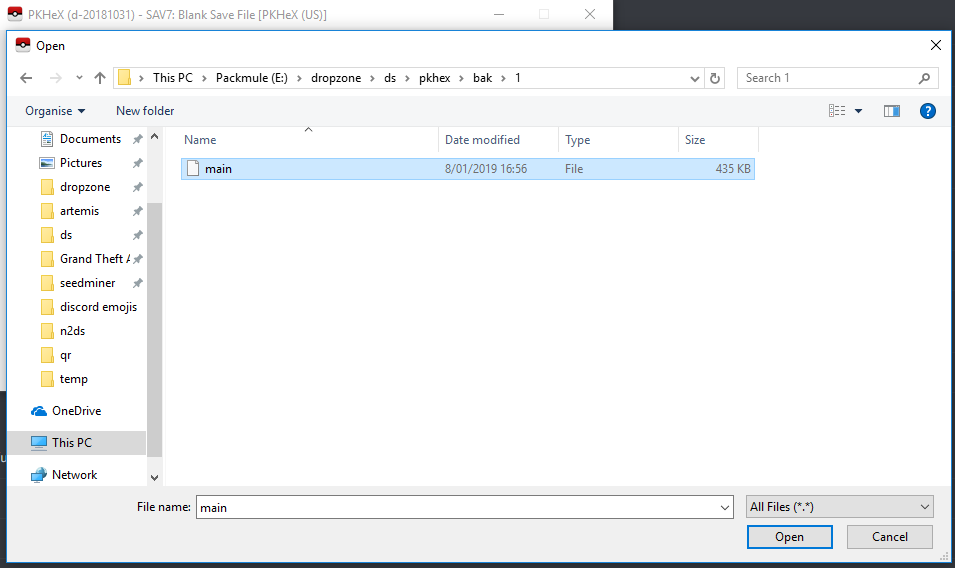 PKHeX (d-20181031) - SAV7: Blank Save File [PKHeX (US)]
Open
This PC > Packmule (E:) > dropzone > ds > pkhex > bak > 1
Search 1
Organise
New folder
Name
Date modified
Type
Size
Documents
Pictures
dropzone
artemis
ds
Grand Theft A
seedminer
discord emojis
n2ds
qr
temp
OneDrive
This PC
Network
main 8/01/2019 16:56 File 435 KB
File name: main
All Files (*.*)
Open
Cancel